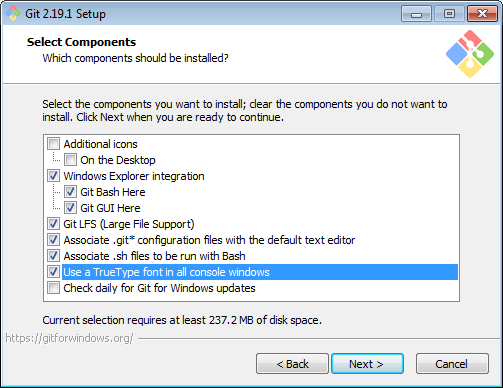 Git 2.19.1 Setup
Select Components
Which components should be installed?
Select the components you want to install; clear the components you do not want to
install. Click Next when you are ready to continue.
Additional icons
On the Desktop
Windows Explorer integration
Git Bash Here
Git GUI Here
Git LFS (Large File Support)
Associate .git* configuration files with the default text editor
Associate .sh files to be run with Bash
Use a TrueType font in all console windows
Check daily for Git for Windows updates
Current selection requires at least 237.2 MB of disk space.
https://gitforwindows.org/
< Back
Next >
Cancel